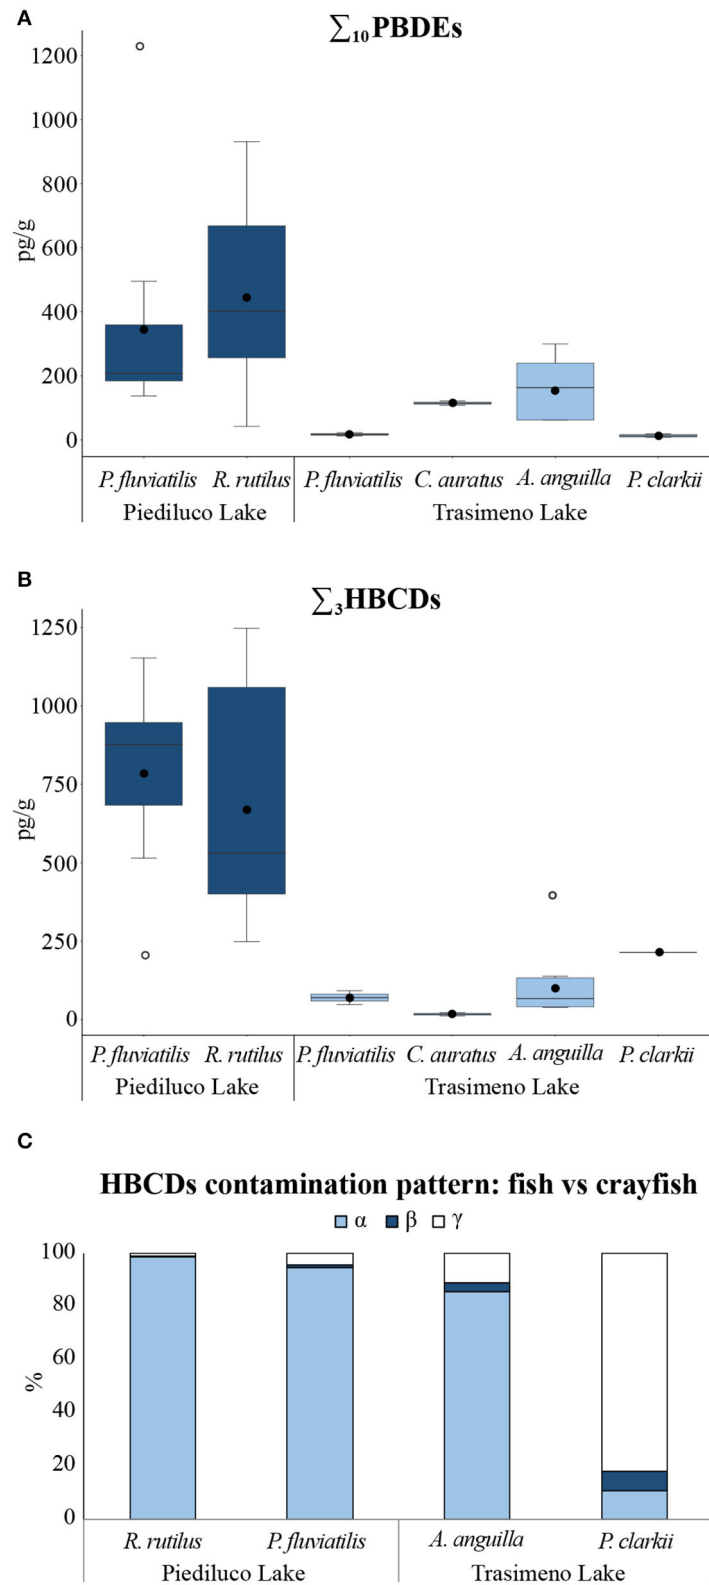 A
∑₁₀PBDEs
1200
1000
800
600
400
200
0
pg/g
P. fluviatilis R. rutilus P. fluviatilis C. auratus A. anguilla P. clarkii
Piediluco Lake Trasimeno Lake
B
∑₃HBCDs
1250
1000
750
500
250
0
pg/g
P. fluviatilis R. rutilus P. fluviatilis C. auratus A. anguilla P. clarkii
Piediluco Lake Trasimeno Lake
C
HBCDs contamination pattern: fish vs crayfish
α β γ
100
80
60
40
20
0
%
R. rutilus P. fluviatilis A. anguilla P. clarkii
Piediluco Lake Trasimeno Lake